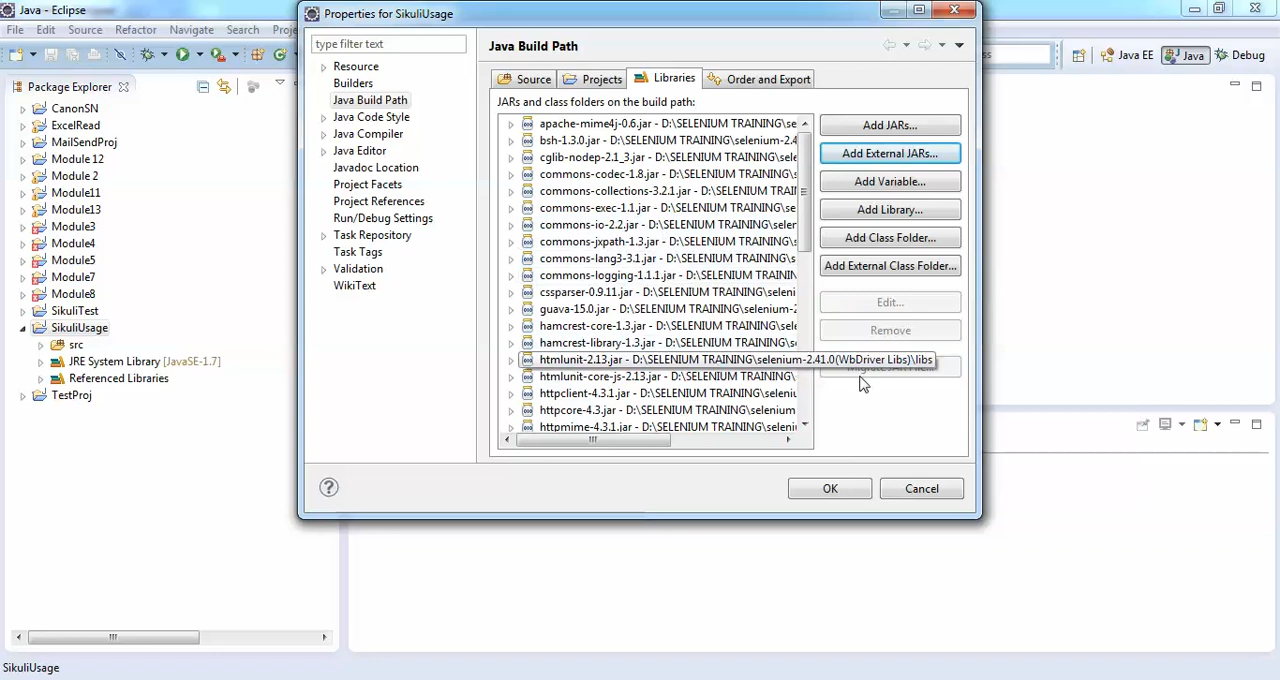 Java - Eclipse
File Edit Source Refactor Navigate Search
Java EE Java Debug
Package Explorer
CanonSN
ExcelRead
MailSendProj
Module 12
Module 2
Module11
Module13
Module3
Module4
Module5
Module7
Module8
SikuliTest
SikuliUsage
src
JRE System Library [JavaSE-1.7]
Referenced Libraries
TestProj
SikuliUsage
Properties for SikuliUsage
type filter text
Resource
Builders
Java Build Path
Java Code Style
Java Compiler
Java Editor
Javadoc Location
Project Facets
Project References
Run/Debug Settings
Task Repository
Task Tags
Validation
WikiText
Java Build Path
Source Projects Libraries Order and Export
JARs and class folders on the build path:
apache-mime4j-0.6.jar - D:\SELENIUM TRAINING\se
bsh-1.3.0.jar - D:\SELENIUM TRAINING\selenium-2.4
cglib-nodep-2.1_3.jar - D:\SELENIUM TRAINING\sele
commons-codec-1.8.jar - D:\SELENIUM TRAINING\s
commons-collections-3.2.1.jar - D:\SELENIUM TRAI
commons-exec-1.1.jar - D:\SELENIUM TRAINING\se
commons-io-2.2.jar - D:\SELENIUM TRAINING\selen
commons-jxpath-1.3.jar - D:\SELENIUM TRAINING\
commons-lang3-3.1.jar - D:\SELENIUM TRAINING\se
commons-logging-1.1.1.jar - D:\SELENIUM TRAININ
cssparser-0.9.11.jar - D:\SELENIUM TRAINING\seleni
guava-15.0.jar - D:\SELENIUM TRAINING\selenium-2
hamcrest-core-1.3.jar - D:\SELENIUM TRAINING\sel
hamcrest-library-1.3.jar - D:\SELENIUM TRAINING\s
htmlunit-2.13.jar - D:\SELENIUM TRAINING\selenium-2.41.0(WbDriver Libs)\libs
htmlunit-core-js-2.13.jar - D:\SELENIUM TRAINING\
httpclient-4.3.1.jar - D:\SELENIUM TRAINING\seleni
httpcore-4.3.jar - D:\SELENIUM TRAINING\selenium
httpmime-4.3.1.jar - D:\SELENIUM TRAINING\seleni
Add JARs...
Add External JARs...
Add Variable...
Add Library...
Add Class Folder...
Add External Class Folder...
Edit...
Remove
OK
Cancel